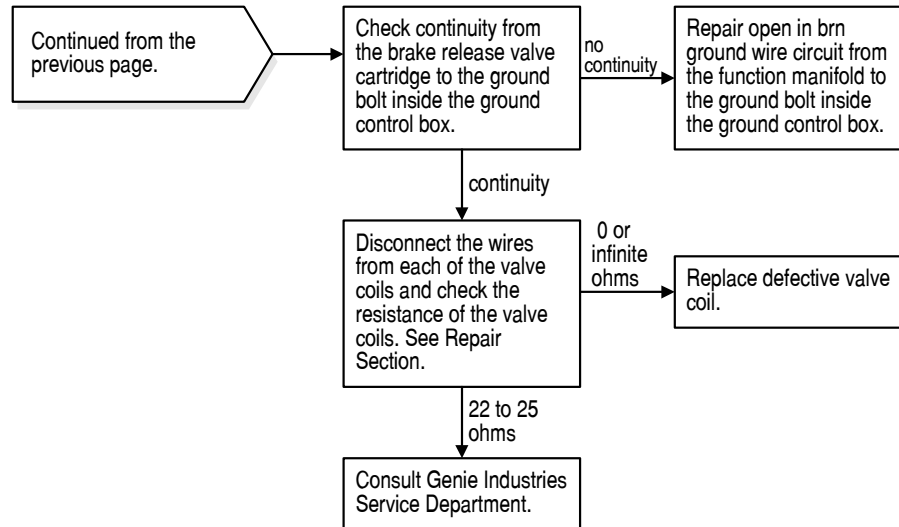 Continued from the
previous page.
Check continuity from
the brake release valve
cartridge to the ground
bolt inside the ground
control box.
no
continuity
Repair open in brn
ground wire circuit from
the function manifold to
the ground bolt inside
the ground control box.
continuity
Disconnect the wires
from each of the valve
coils and check the
resistance of the valve
coils. See Repair
Section.
0 or
infinite
ohms
Replace defective valve
coil.
22 to 25
ohms
Consult Genie Industries
Service Department.